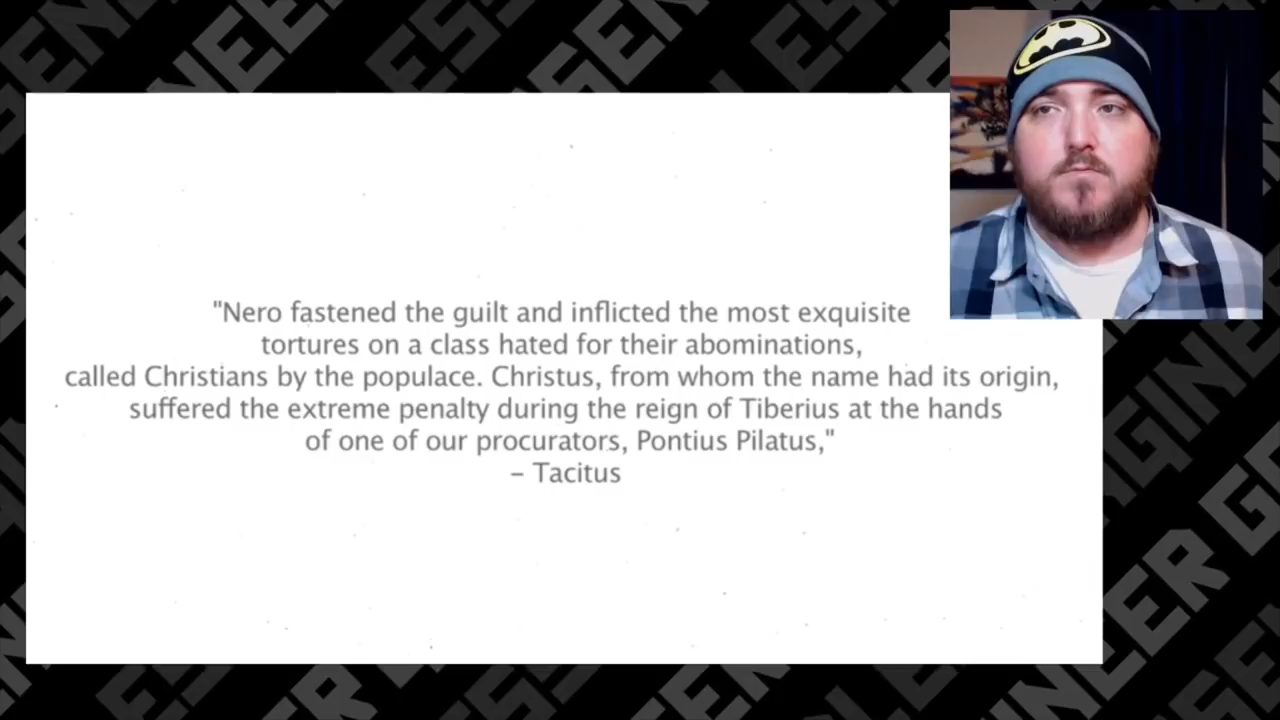 "Nero fastened the guilt and inflicted the most exquisite
tortures on a class hated for their abominations,
called Christians by the populace. Christus, from whom the name had its origin,
suffered the extreme penalty during the reign of Tiberius at the hands
of one of our procurators, Pontius Pilatus,"
– Tacitus